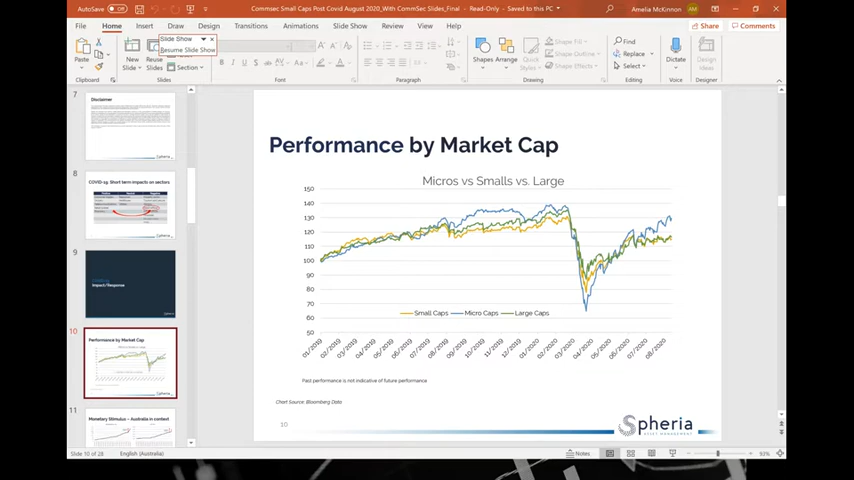 AutoSave Off
Commsec Small Caps Post Covid August 2020_With CommSec Slides_Final - Read-Only - Saved to this PC
Amelia McKinnon
File Home Insert Draw Design Transitions Animations Slide Show Review View Help Search Share Comments
Slide Show
Resume Slide Show
Paste
New Slide
Reuse Slides
Section
Shapes
Arrange
Quick Styles
Shape Fill
Shape Outline
Shape Effects
Find
Replace
Select
Dictate
Design Ideas
Clipboard Slides Font Paragraph Drawing Editing Voice Designer
7
Disclaimer
8
COVID-19: Short term impacts on sectors
9
Impact/Response
10
Performance by Market Cap
11
Monetary Stimulus – Australia in context
Performance by Market Cap
Micros vs Smalls vs. Large
150
140
130
120
110
100
90
80
70
60
50
Small Caps Micro Caps Large Caps
01/2019 02/2019 03/2019 04/2019 05/2019 06/2019 07/2019 08/2019 09/2019 10/2019 11/2019 12/2019 01/2020 02/2020 03/2020 04/2020 05/2020 06/2020 07/2020 08/2020
Past performance is not indicative of future performance
Chart Source: Bloomberg Data
10
Spheria
ASSET MANAGEMENT
Slide 10 of 28 English (Australia) Notes 93%